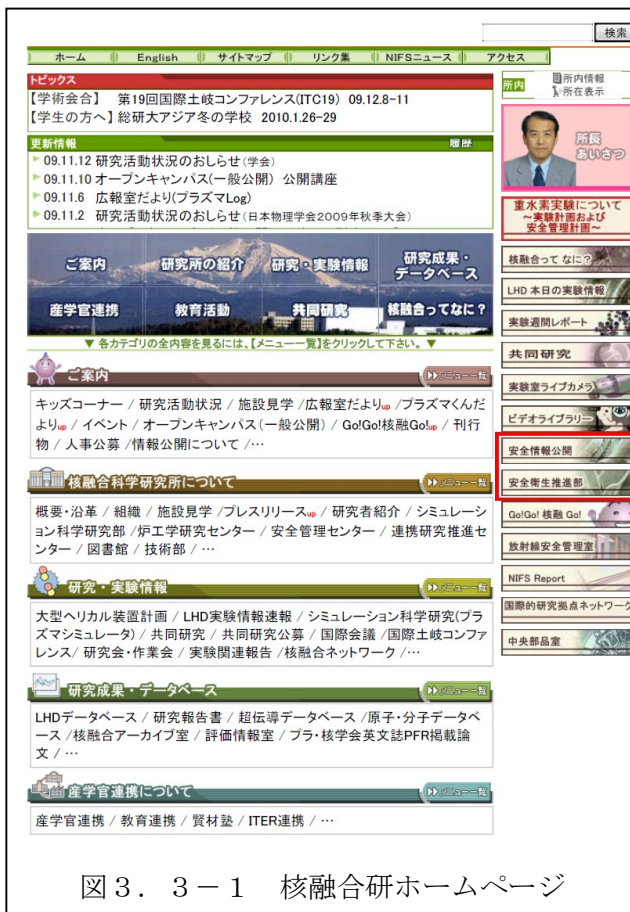 検索
ホーム
English
サイトマップ
リンク集
NIFSニュース
アクセス
トピックス
【学術会合】 第19回国際土岐コンファレンス(ITC19) 09.12.8-11
【学生の方へ】総研大アジア冬の学校 2010.1.26-29
更新情報 履歴
09.11.12 研究活動状況のおしらせ(学会)
09.11.10 オープンキャンパス(一般公開) 公開講座
09.11.6 広報室だより(プラズマLog)
09.11.2 研究活動状況のおしらせ(日本物理学会2009年秋季大会)
ご案内
研究所の紹介
研究・実験情報
研究成果・
データベース
産学官連携
教育活動
共同研究
核融合ってなに?
▼ 各カテゴリの全内容を見るには、【メニュー一覧】をクリックして下さい。▼
ご案内 メニュー一覧
キッズコーナー / 研究活動状況 / 施設見学 /広報室だよりup /プラズマくんだ
よりup / イベント / オープンキャンパス(一般公開) / Go!Go!核融Go!up / 刊行
物 / 人事公募 /情報公開について /…
核融合科学研究所について メニュー一覧
概要・沿革 / 組織 / 施設見学 /プレスリリースup / 研究者紹介 / シミュレーシ
ョン科学研究部 /炉工学研究センター / 安全管理センター / 連携研究推進セ
ンター / 図書館 / 技術部 / …
研究・実験情報 メニュー一覧
大型ヘリカル装置計画 / LHD実験情報速報 / シミュレーション科学研究(プラ
ズマシミュレータ) / 共同研究 / 共同研究公募 / 国際会議 /国際土岐コンファ
レンス/ 研究会・作業会 / 実験関連報告 /核融合ネットワーク /…
研究成果・データベース メニュー一覧
LHDデータベース / 研究報告書 / 超伝導データベース /原子・分子データベ
ース /核融合アーカイブ室 / 評価情報室 / プラ・核学会英文誌PFR掲載論
文 / …
産学官連携について メニュー一覧
産学官連携 / 教育連携 / 賢材塾 / ITER連携 / …
所内
所内情報
所在表示
所長
あいさつ
重水素実験について
~実験計画および
安全管理計画~
核融合って なに?
LHD 本日の実験情報
実験週間レポート
共同研究
実験室ライブカメラ
ビデオライブラリー
安全情報公開
安全衛生推進部
Go!Go! 核融 Go!
放射線安全管理室
NIFS Report
国際的研究拠点ネットワーク
中央部品室
図3.3-1 核融合研ホームページ